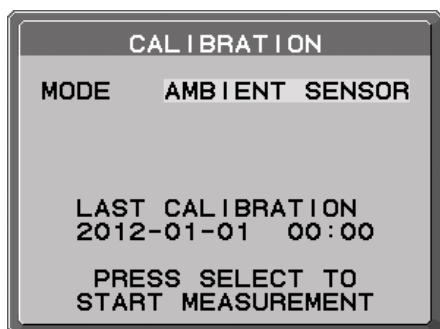 CALIBRATION
MODE AMBIENT SENSOR
LAST CALIBRATION
2012-01-01 00:00
PRESS SELECT TO
START MEASUREMENT